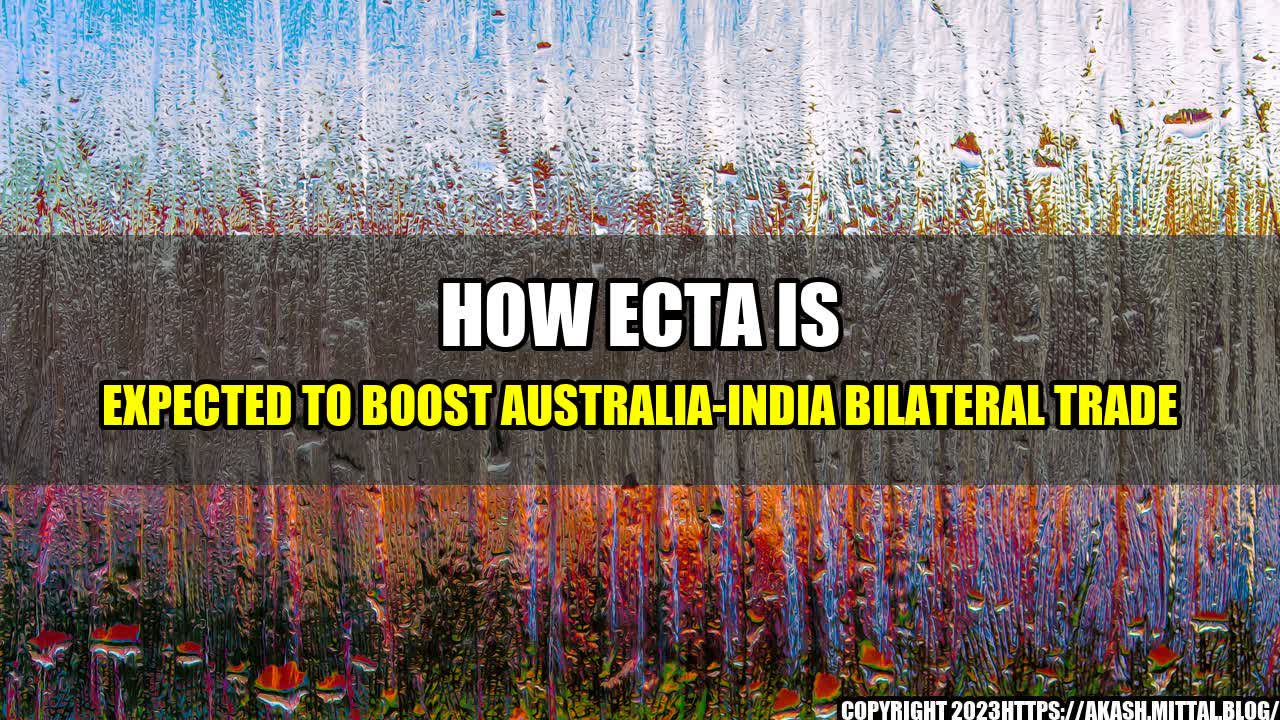 HOW ECTA IS
EXPECTED TO BOOST AUSTRALIA-INDIA BILATERAL TRADE
COPYRIGHT 2023HTTPS://AKASH.MITTAL.BLOG/